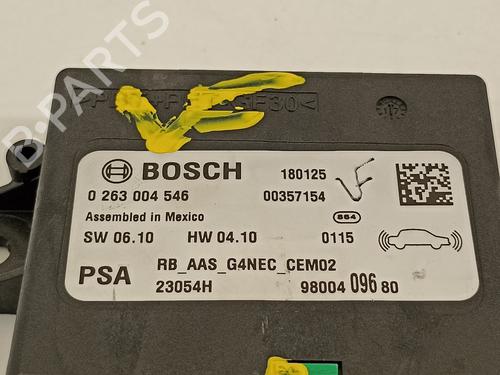 B-PARTS
BOSCH
180125
0 263 004 546
00357154
Assembled in Mexico
564
SW 06.10
HW 04.10
0115
PSA
RB_AAS_G4NEC_CEM02
23054H
98004 096 80